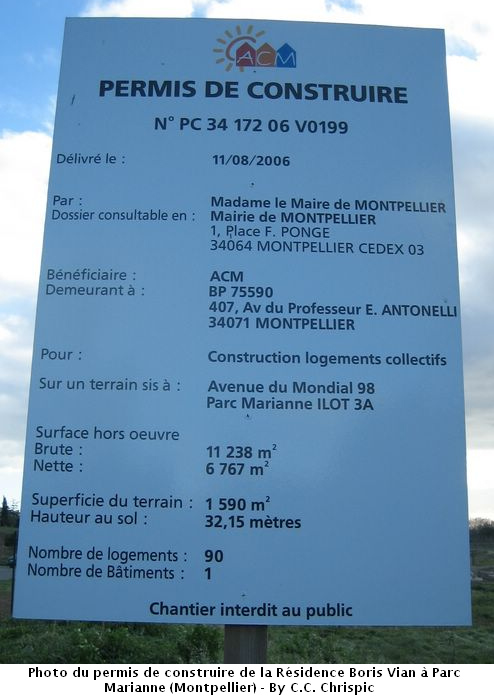 ACM
PERMIS DE CONSTRUIRE
N° PC 34 172 06 V0199
Délivré le : 11/08/2006
Par : Madame le Maire de MONTPELLIER
Dossier consultable en : Mairie de MONTPELLIER
1, Place F. PONGE
34064 MONTPELLIER CEDEX 03
Bénéficiaire : ACM
Demeurant à : BP 75590
407, Av du Professeur E. ANTONELLI
34071 MONTPELLIER
Pour : Construction logements collectifs
Sur un terrain sis à : Avenue du Mondial 98
Parc Marianne ILOT 3A
Surface hors oeuvre
Brute : 11 238 m²
Nette : 6 767 m²
Superficie du terrain : 1 590 m²
Hauteur au sol : 32,15 mètres
Nombre de logements : 90
Nombre de Bâtiments : 1
Chantier interdit au public
Photo du permis de construire de la Résidence Boris Vian à Parc
Marianne (Montpellier) - By C.C. Chrispic